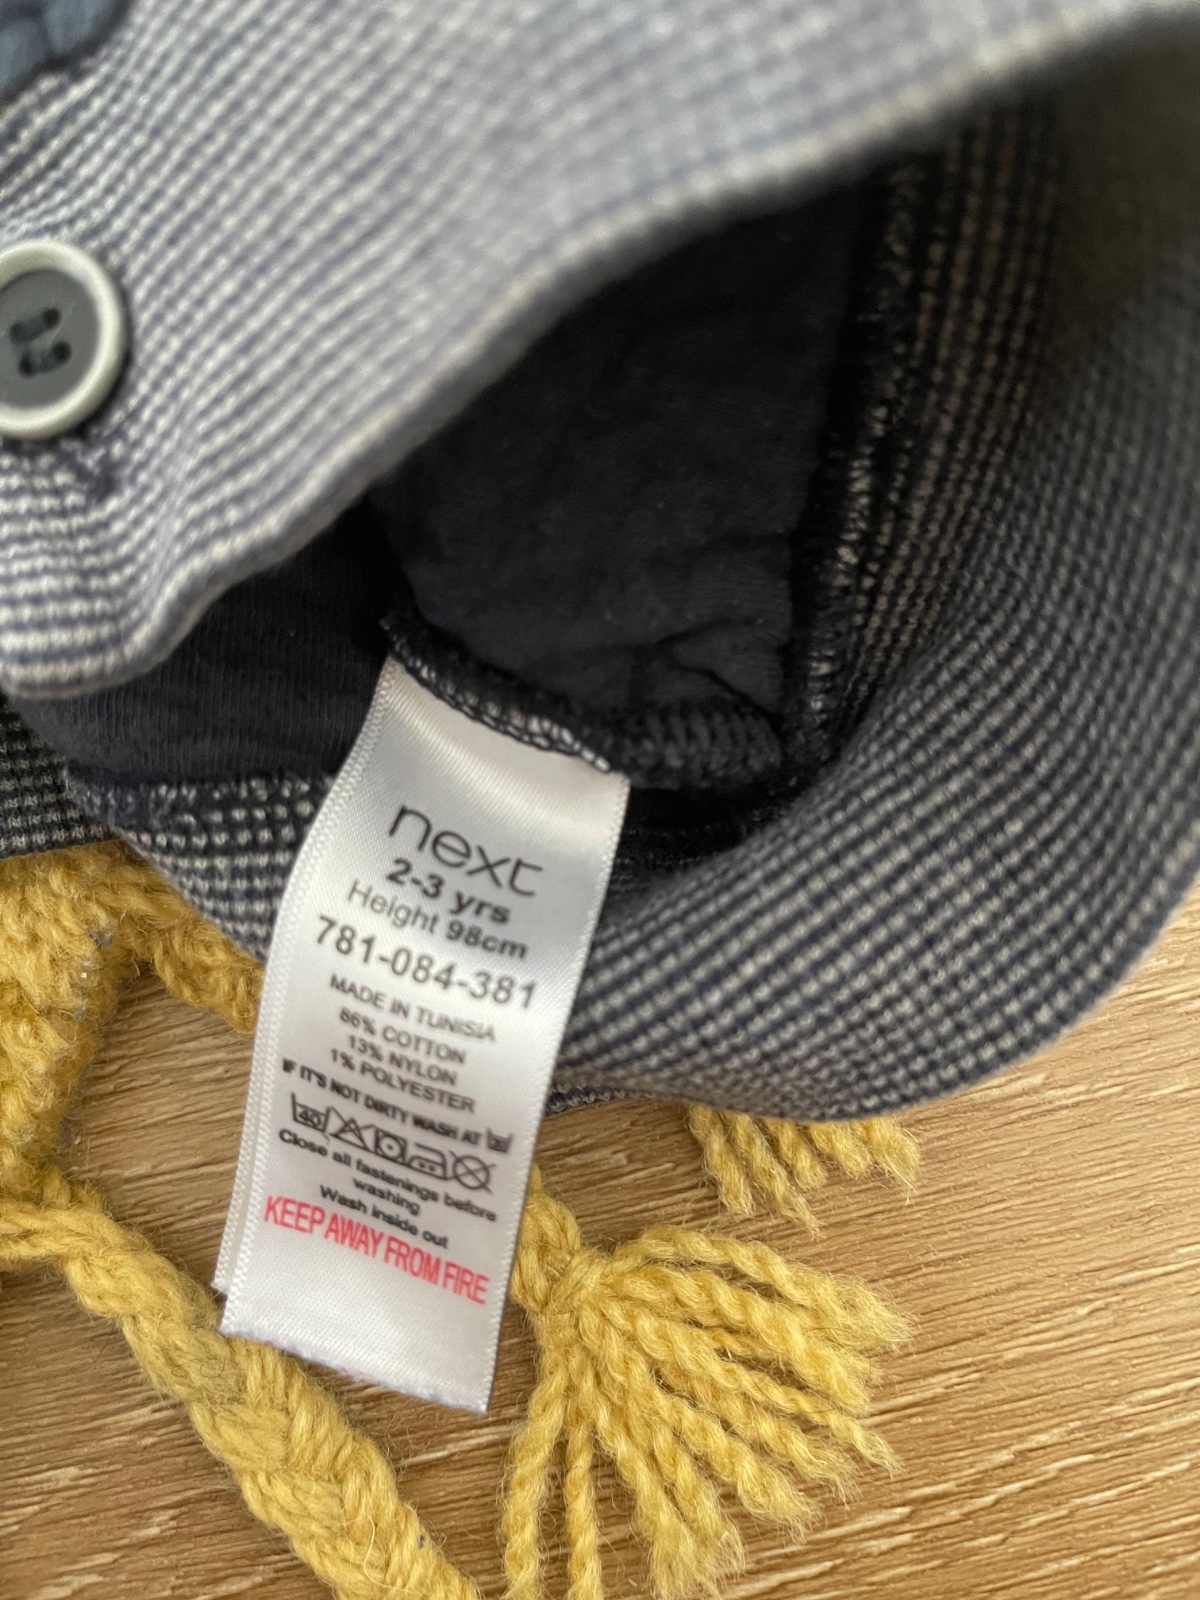 next
2-3 yrs
Height 98cm
781-084-381
MADE IN TUNISIA
86% COTTON
13% NYLON
1% POLYESTER
IF IT'S NOT DIRTY WASH AT 30
40
Close all fastenings before
washing
Wash inside out
KEEP AWAY FROM FIRE